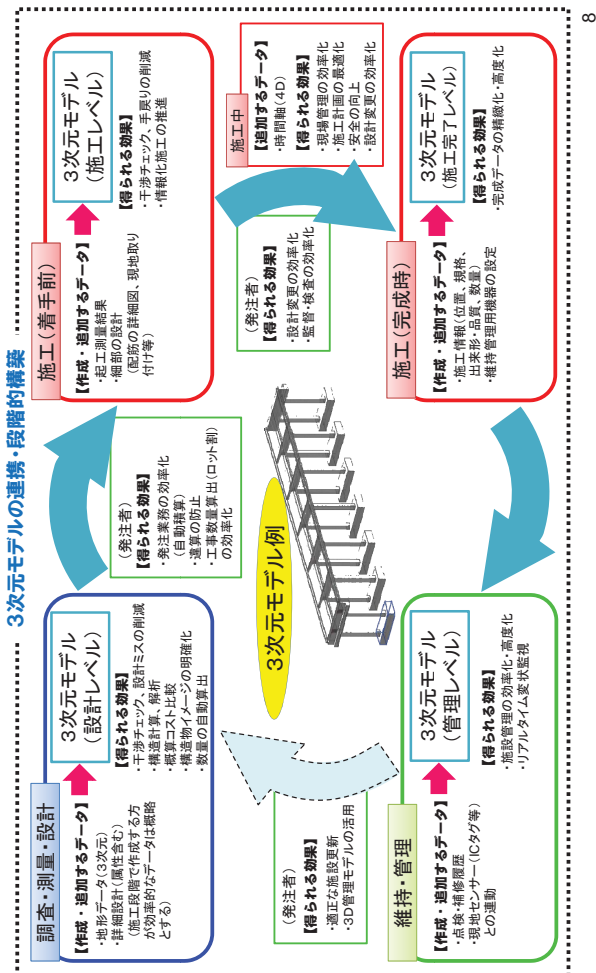 3次元モデルの連携・段階的構築
調査・測量・設計
【作成・追加するデータ】
・地形データ(3次元)
・詳細設計(属性含む)
(施工段階で作成する方
が効率的なデータは概略
とする)
3次元モデル
(設計レベル)
【得られる効果】
・干渉チェック、設計ミスの削減
・構造計算、解析
・概算コスト比較
・構造物イメージの明確化
・数量の自動算出
(発注者)
【得られる効果】
・発注業務の効率化
(自動積算)
・違算の防止
・工事数量算出(ロット割)
の効率化
施工(着手前)
【作成・追加するデータ】
・起工測量結果
・細部の設計
(配筋の詳細図、現地取り
付け等)
3次元モデル
(施工レベル)
【得られる効果】
・干渉チェック、手戻りの削減
・情報化施工の推進
施工中
【追加するデータ】
・時間軸(4D)
【得られる効果】
・現場管理の効率化
・施工計画の最適化
・安全の向上
・設計変更の効率化
(発注者)
【得られる効果】
・設計変更の効率化
・監督・検査の効率化
施工(完成時)
【作成・追加するデータ】
・施工情報(位置、規格、
出来形・品質、数量)
・維持管理用機器の設定
3次元モデル
(施工完了レベル)
【得られる効果】
・完成データの精緻化・高度化
維持・管理
【作成・追加するデータ】
・点検・補修履歴
・現地センサー(ICタグ等)
との連動
3次元モデル
(管理レベル)
【得られる効果】
・施設管理の効率化・高度化
・リアルタイム変状監視
(発注者)
【得られる効果】
・適正な施設更新
・3D管理モデルの活用
3次元モデル例
8